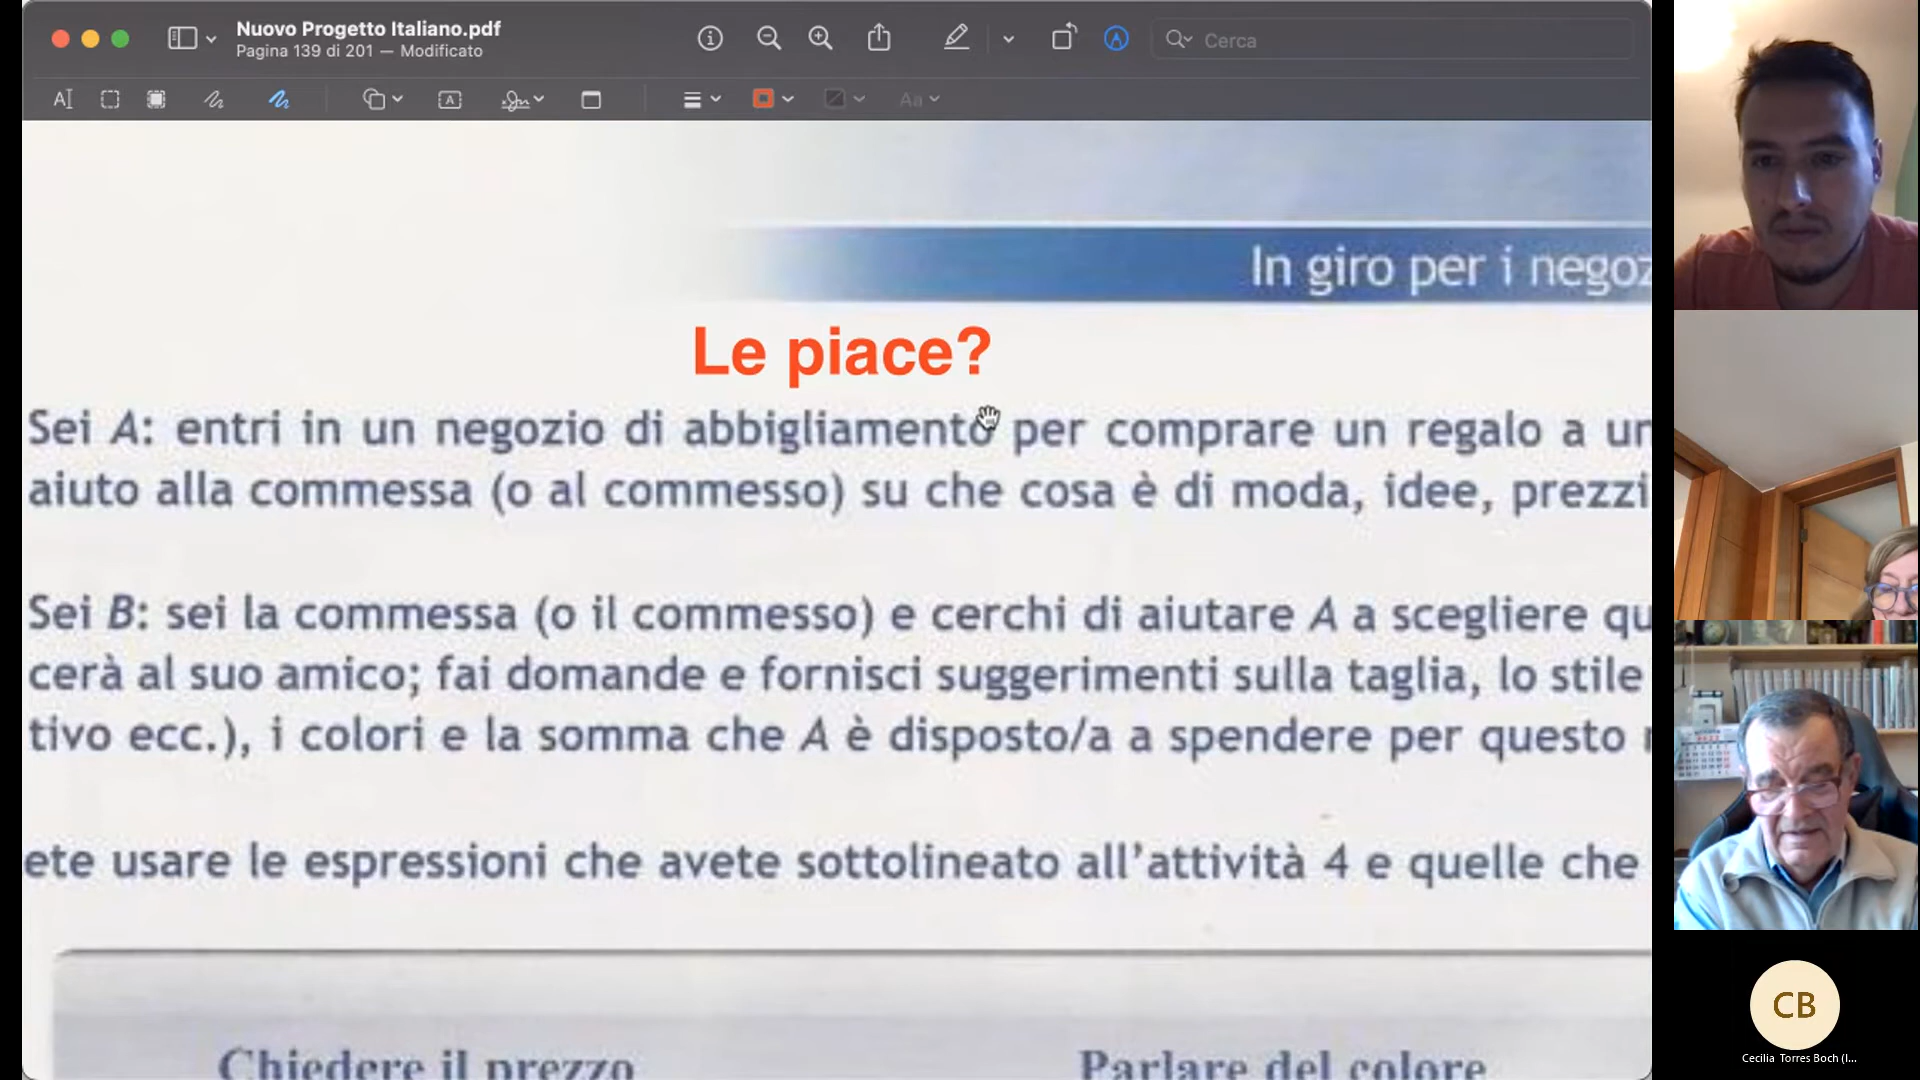 Nuovo Progetto Italiano.pdf
Pagina 139 di 201 — Modificato
Cerca
In giro per i negoz
Le piace?
Sei A: entri in un negozio di abbigliamento per comprare un regalo a un
aiuto alla commessa (o al commesso) su che cosa è di moda, idee, prezzi
Sei B: sei la commessa (o il commesso) e cerchi di aiutare A a scegliere qu
cerà al suo amico; fai domande e fornisci suggerimenti sulla taglia, lo stile
tivo ecc.), i colori e la somma che A è disposto/a a spendere per questo
ete usare le espressioni che avete sottolineato all'attività 4 e quelle che
Chiedere il prezzo
Parlare del colore
CB
Cecilia Torres Boch (I...